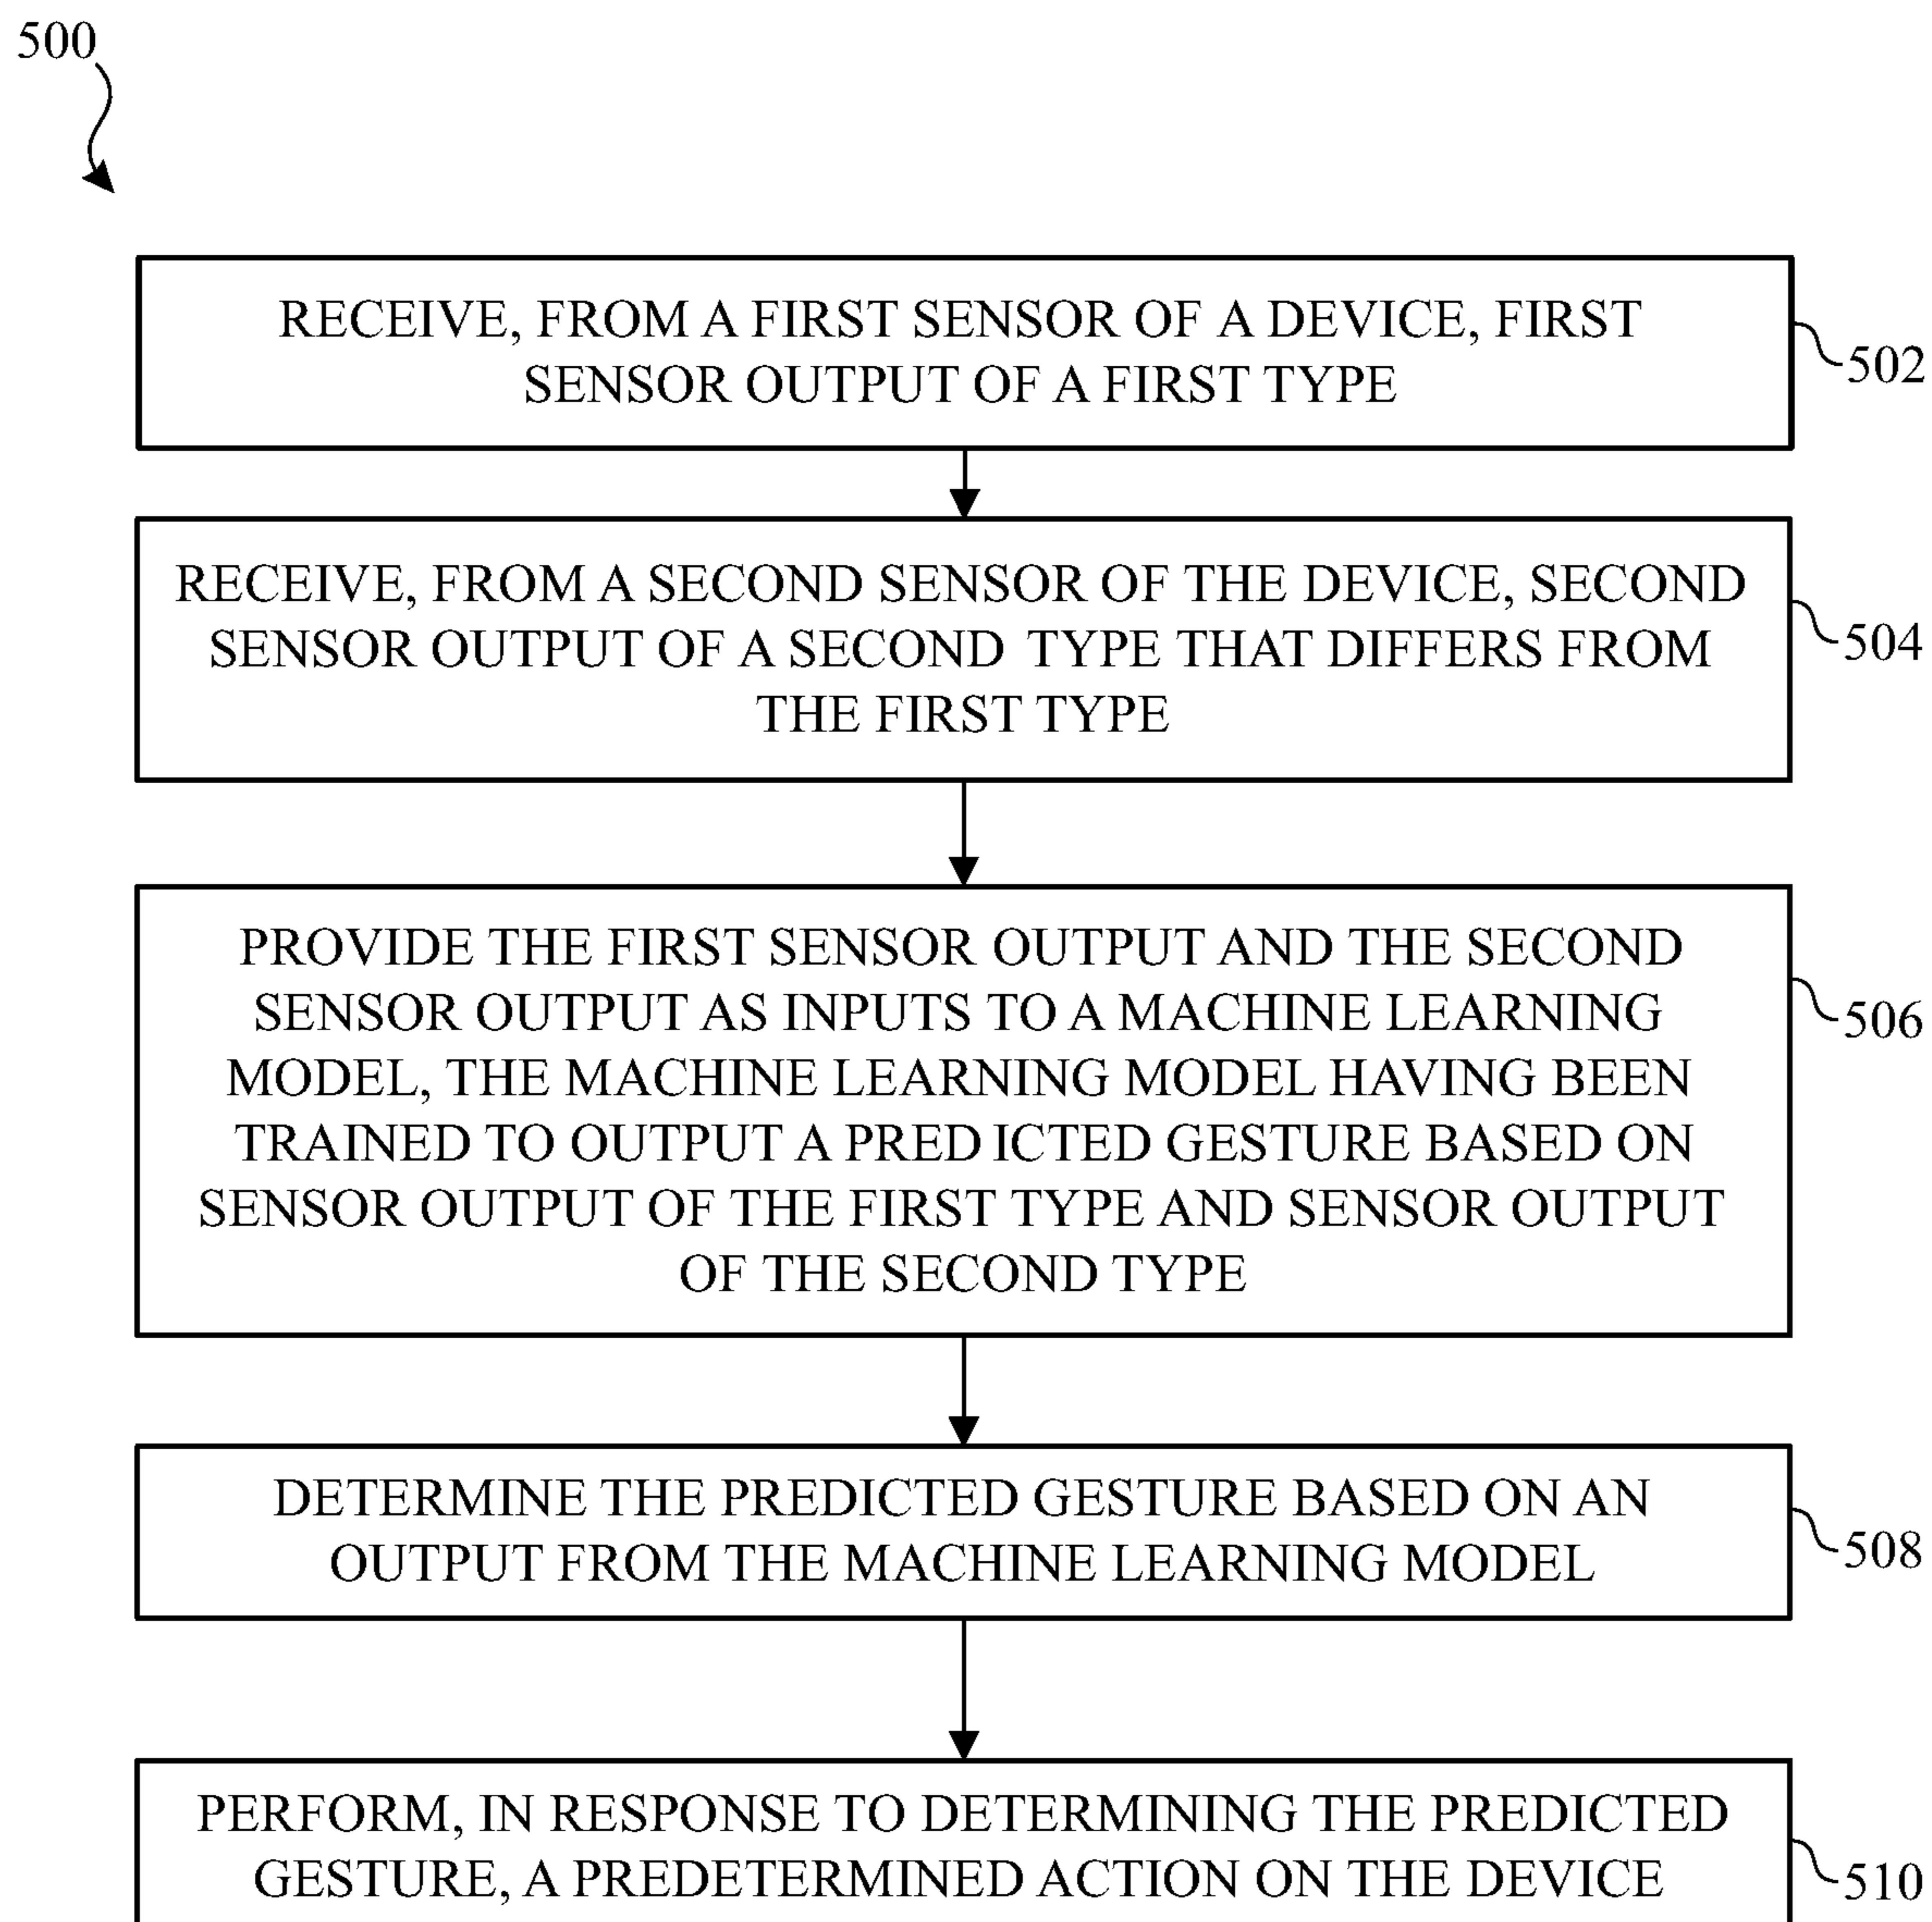 500
RECEIVE, FROM A FIRST SENSOR OF A DEVICE, FIRST
SENSOR OUTPUT OF A FIRST TYPE
502
RECEIVE, FROM A SECOND SENSOR OF THE DEVICE, SECOND
SENSOR OUTPUT OF A SECOND TYPE THAT DIFFERS FROM
THE FIRST TYPE
504
PROVIDE THE FIRST SENSOR OUTPUT AND THE SECOND
SENSOR OUTPUT AS INPUTS TO A MACHINE LEARNING
MODEL, THE MACHINE LEARNING MODEL HAVING BEEN
TRAINED TO OUTPUT A PRED ICTED GESTURE BASED ON
SENSOR OUTPUT OF THE FIRST TYPE AND SENSOR OUTPUT
OF THE SECOND TYPE
506
DETERMINE THE PREDICTED GESTURE BASED ON AN
OUTPUT FROM THE MACHINE LEARNING MODEL
508
PERFORM, IN RESPONSE TO DETERMINING THE PREDICTED
GESTURE, A PREDETERMINED ACTION ON THE DEVICE
510